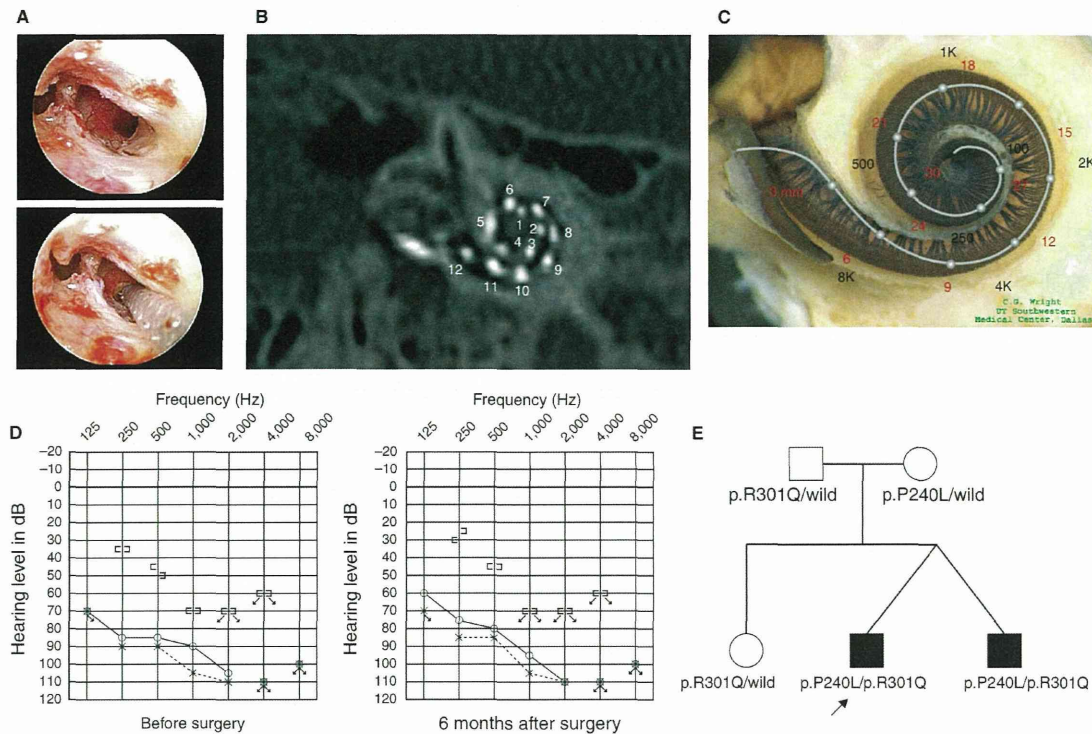 A
B
C
6
7
1
5
2
8
4
3
12
9
11
10
1K
18
21
15
100
2K
500
30
27
0 mm
24
250
12
6
8K
9
4K
C.G. Wright
UT Southwestern
Medical Center, Dallas
D
Frequency (Hz)
125 250 500 1,000 2,000 4,000 8,000
Hearing level in dB
-20
-10
0
10
20
30
40
50
60
70
80
90
100
110
120
Before surgery
Frequency (Hz)
125 250 500 1,000 2,000 4,000 8,000
Hearing level in dB
-20
-10
0
10
20
30
40
50
60
70
80
90
100
110
120
6 months after surgery
E
p.R301Q/wild
p.P240L/wild
p.R301Q/wild
p.P240L/p.R301Q
p.P240L/p.R301Q